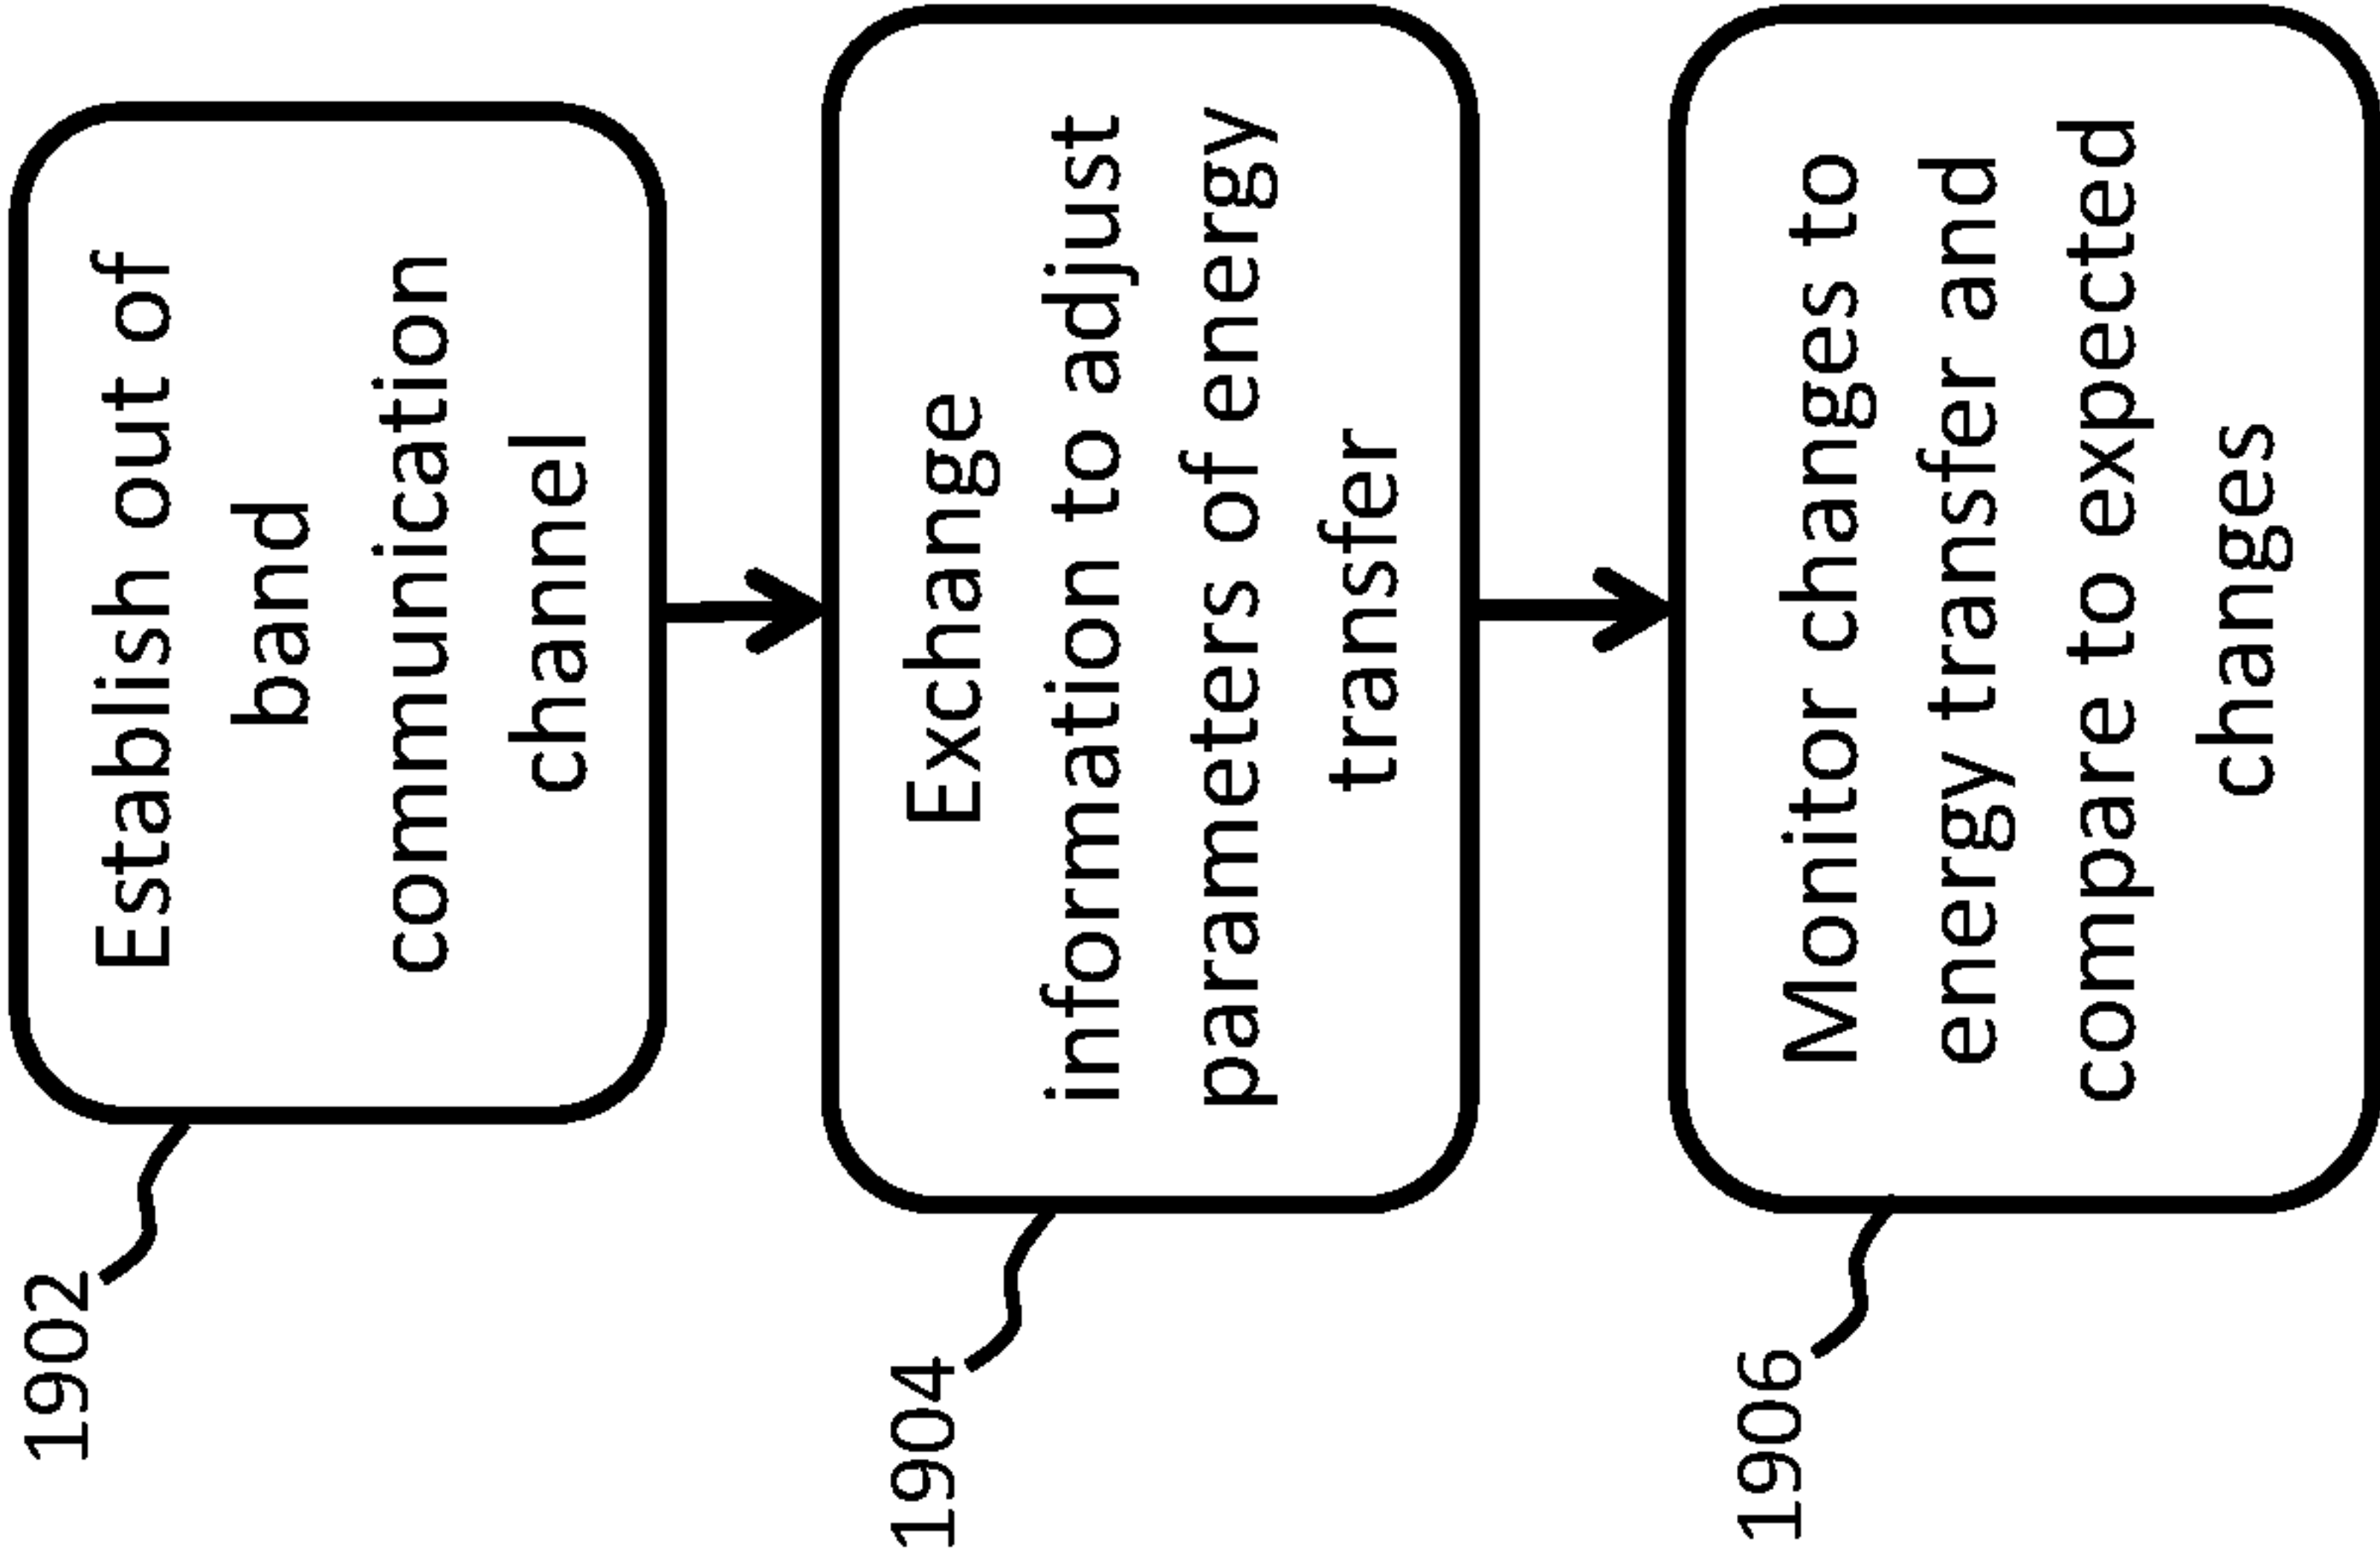 1902
Establish out of
band
communication
channel
1904
Exchange
information to adjust
parameters of energy
transfer
1906
Monitor changes to
energy transfer and
compare to expected
changes